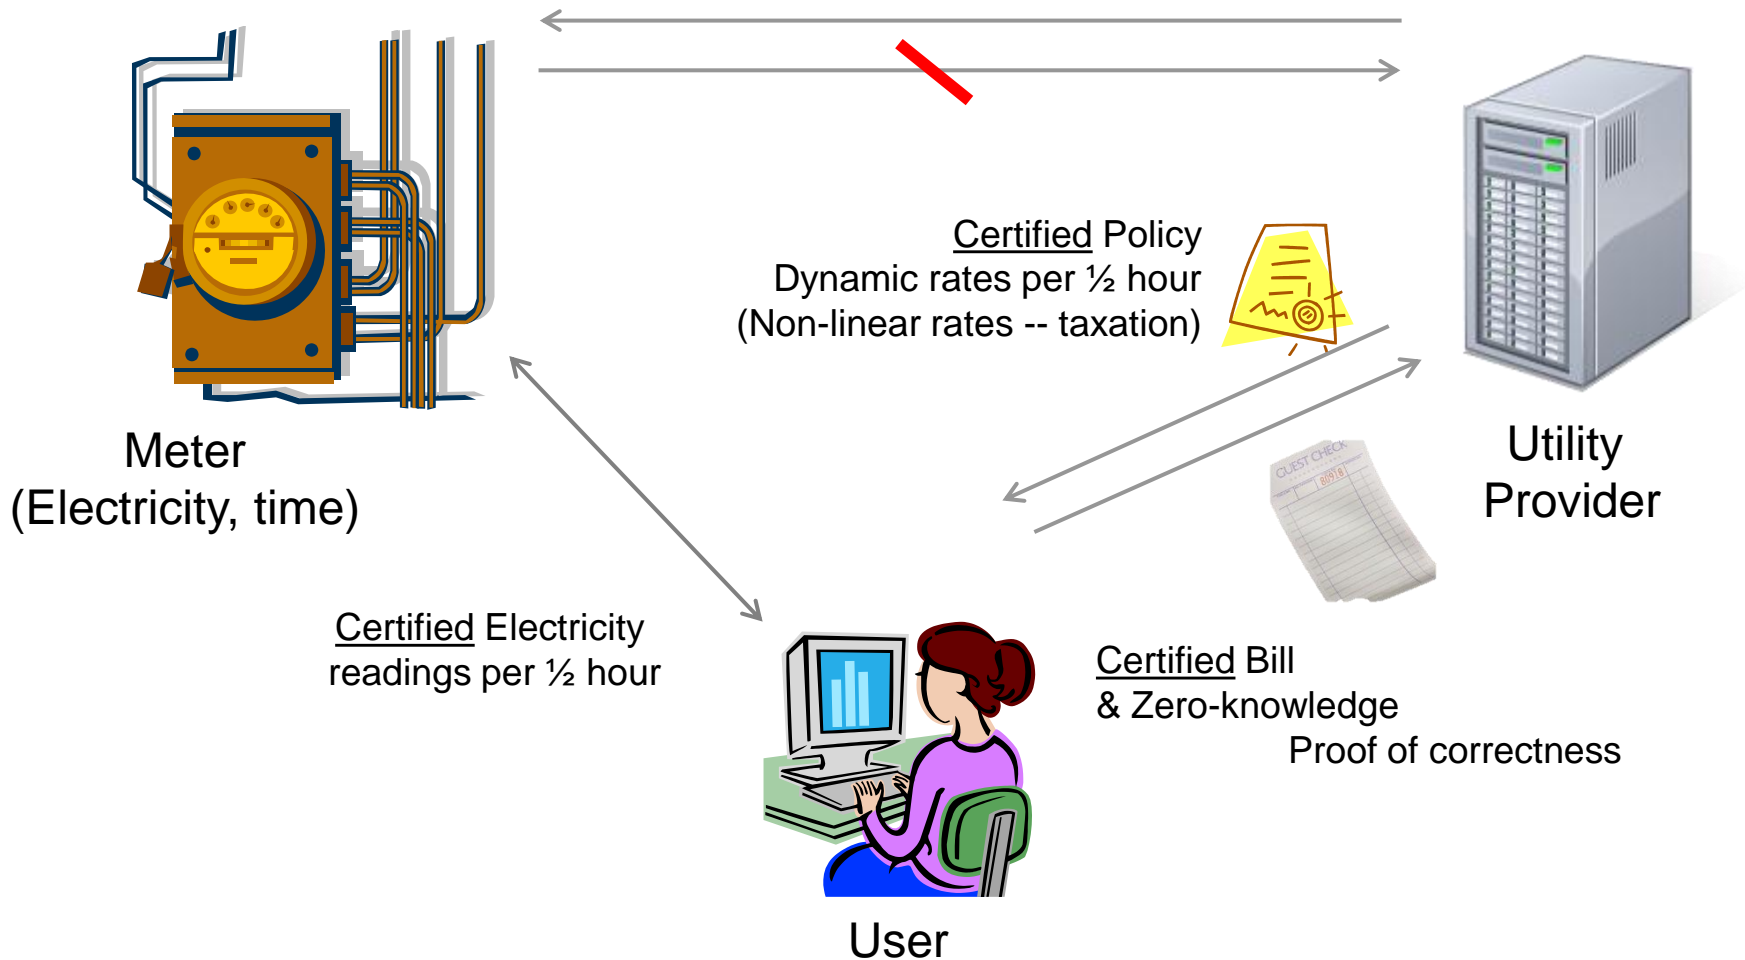 Certified Policy
Dynamic rates per ½ hour
(Non-linear rates -- taxation)
Meter
(Electricity, time)
Utility
Provider
GUEST CHECK
80918
Certified Electricity
readings per ½ hour
Certified Bill
& Zero-knowledge
Proof of correctness
User